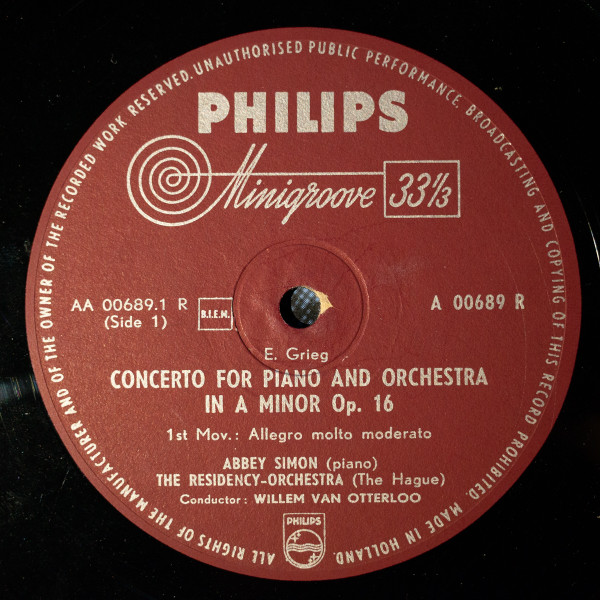 ALL RIGHTS OF THE MANUFACTURER AND OF THE OWNER OF THE RECORDED WORK RESERVED. UNAUTHORISED PUBLIC PERFORMANCE, BROADCASTING AND COPYING OF THIS RECORD PROHIBITED. MADE IN HOLLAND.
PHILIPS
Minigroove 33⅓
AA 00689.1 R
(Side 1)
B.I.E.M.
A 00689 R
E. Grieg
CONCERTO FOR PIANO AND ORCHESTRA
IN A MINOR Op. 16
1st Mov.: Allegro molto moderato
ABBEY SIMON (piano)
THE RESIDENCY-ORCHESTRA (The Hague)
Conductor: WILLEM VAN OTTERLOO
PHILIPS